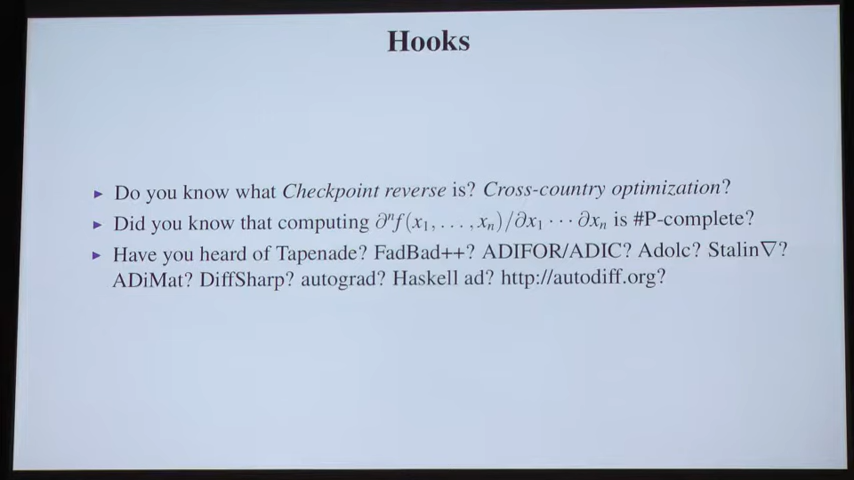 Hooks
▶ Do you know what Checkpoint reverse is? Cross-country optimization?
▶ Did you know that computing ∂ⁿf(x₁, . . . , xₙ)/∂x₁ ··· ∂xₙ is #P-complete?
▶ Have you heard of Tapenade? FadBad++? ADIFOR/ADIC? Adolc? Stalin∇?
ADiMat? DiffSharp? autograd? Haskell ad? http://autodiff.org?